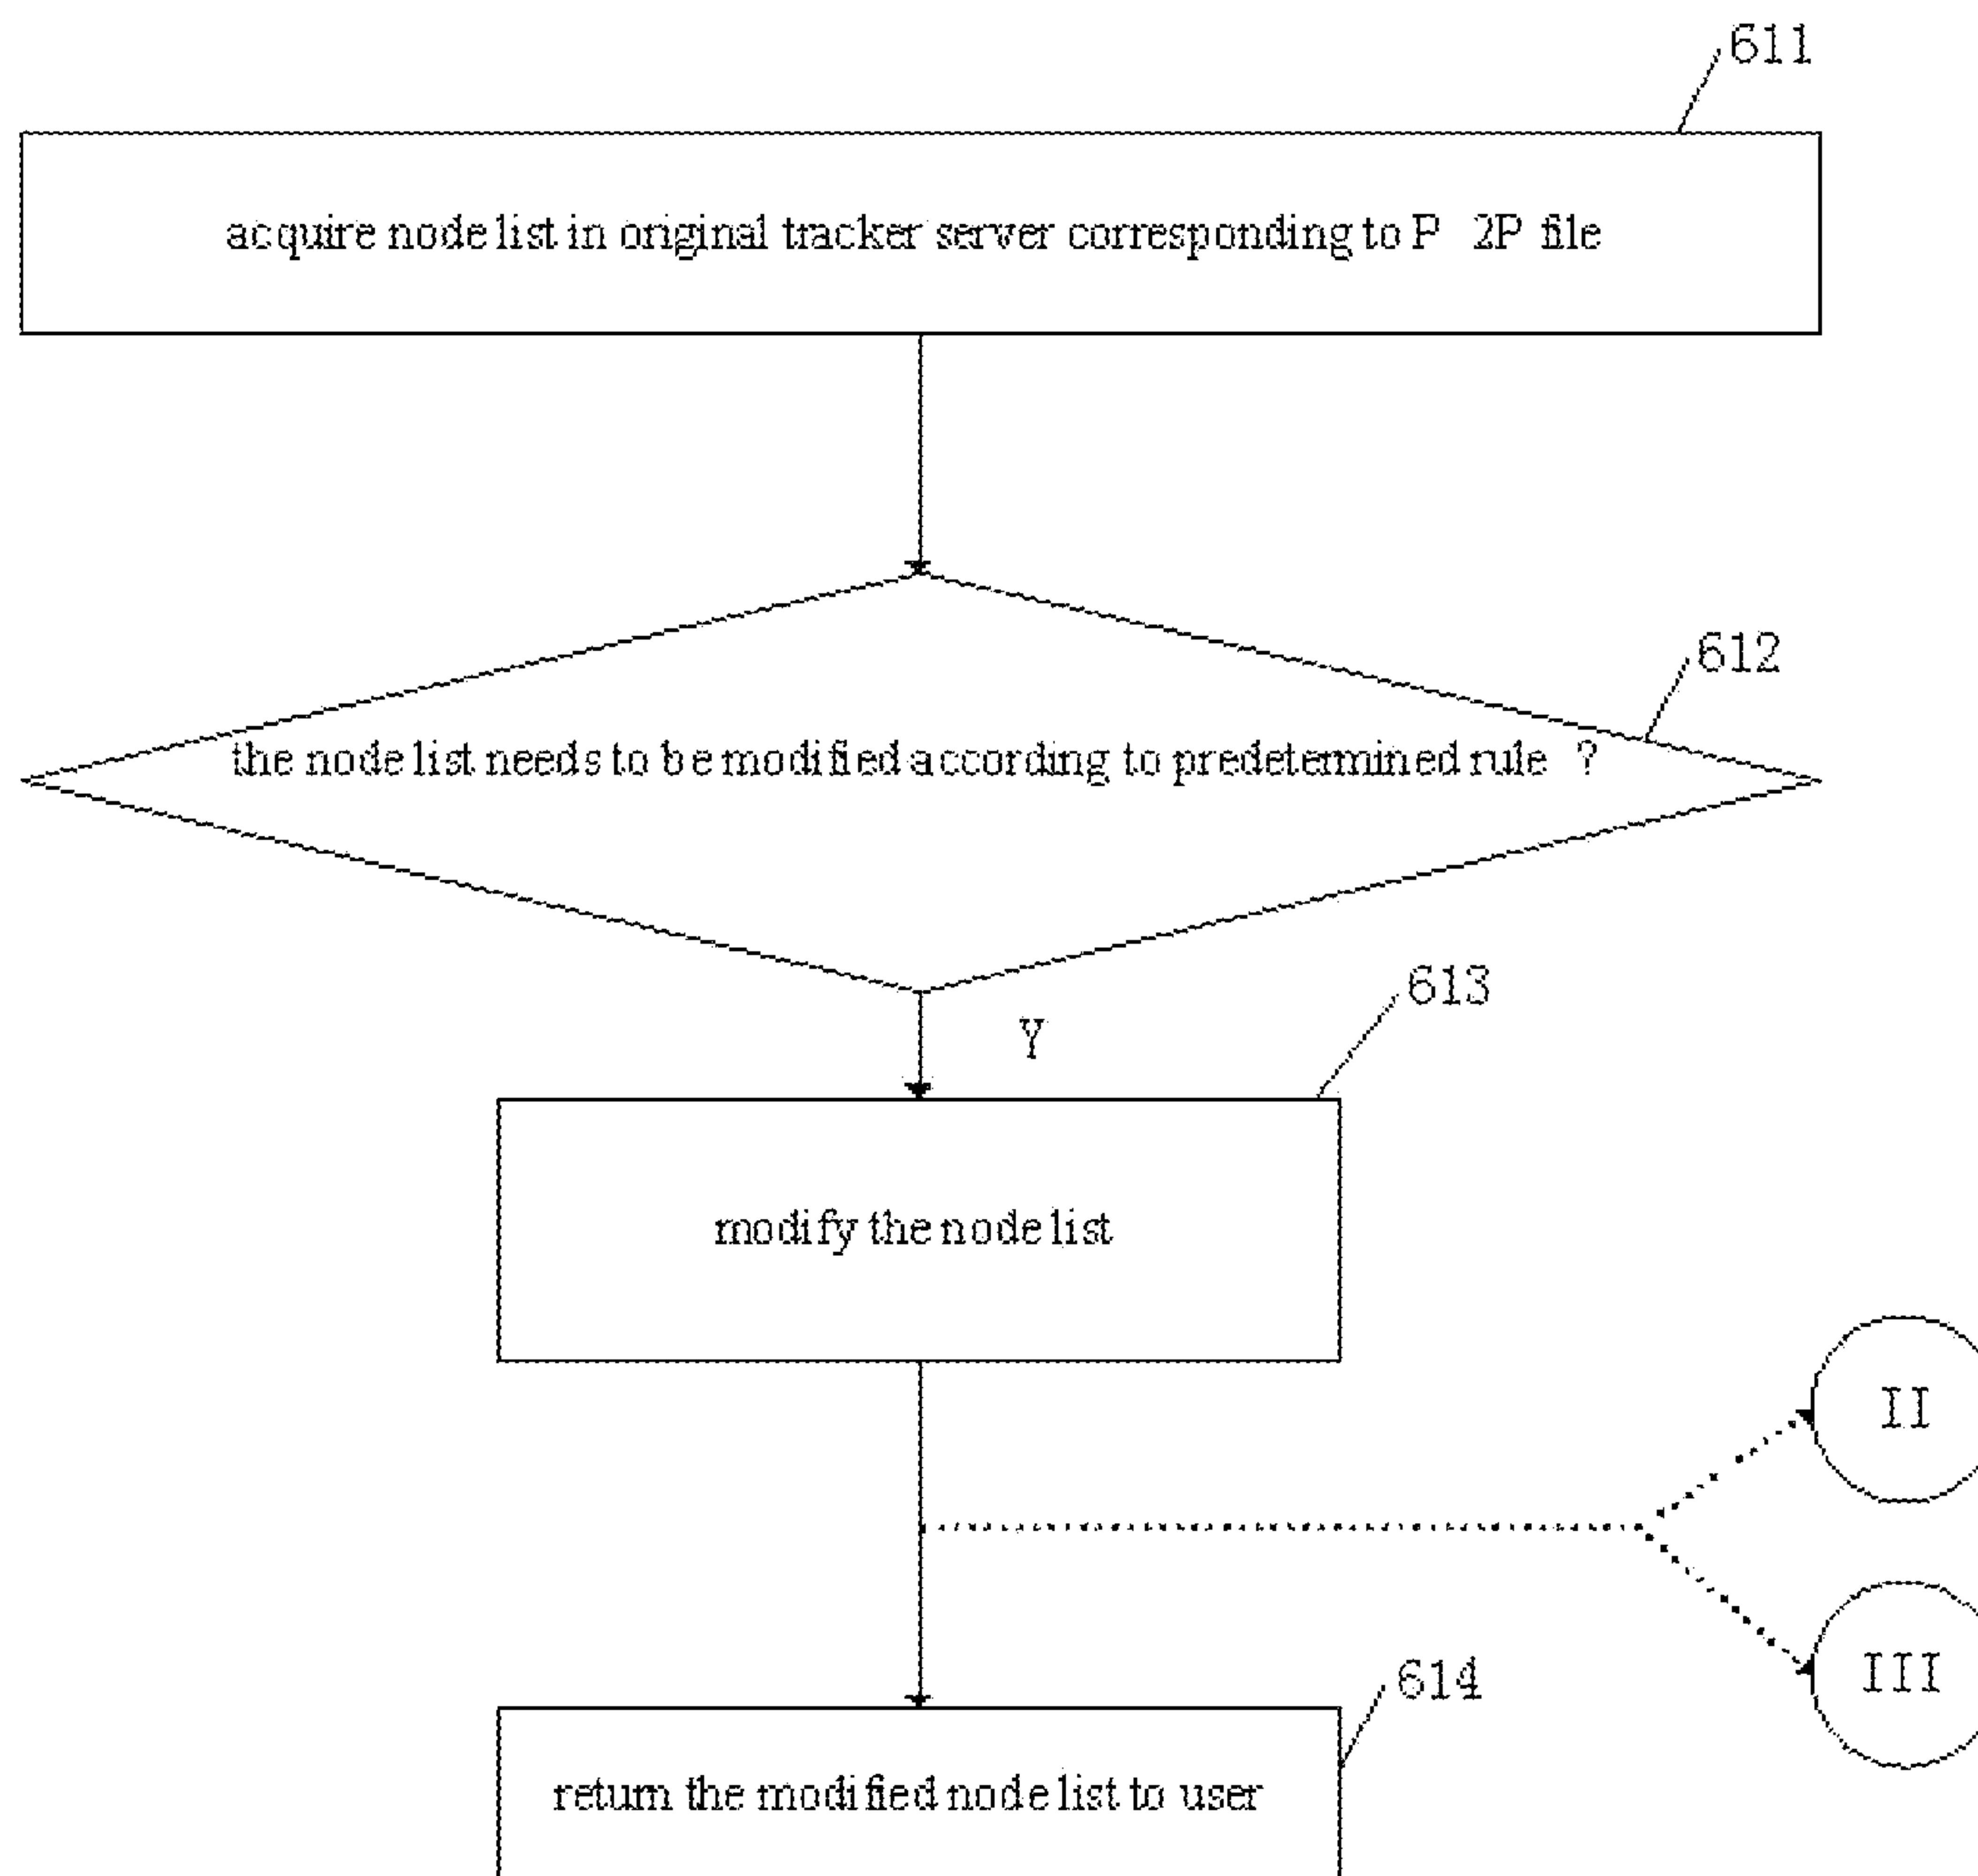 611
acquire node list in original tracker server corresponding to P 2P file
612
the node list needs to be modified according to predetermined rule ?
613
Y
modify the node list
II
III
614
return the modified node list to user